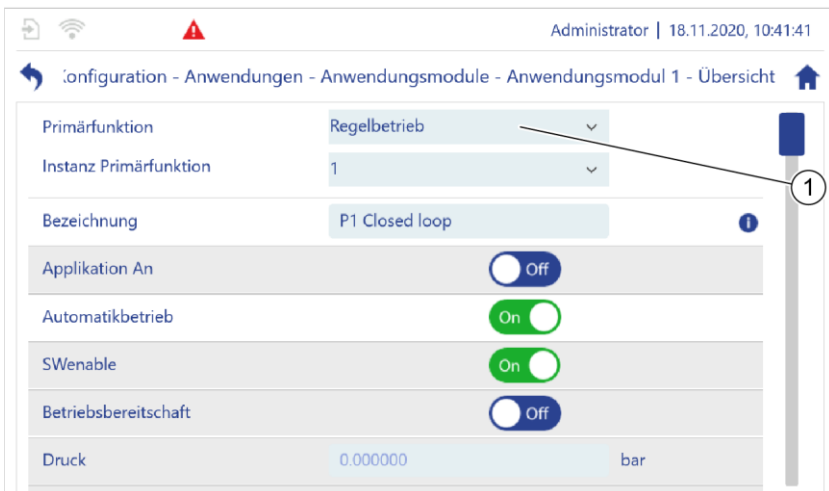 Administrator | 18.11.2020, 10:41:41
onfiguration - Anwendungen - Anwendungsmodule - Anwendungsmodul 1 - Übersicht
Primärfunktion Regelbetrieb
1
Instanz Primärfunktion 1
Bezeichnung P1 Closed loop
Applikation An Off
Automatikbetrieb On
SWenable On
Betriebsbereitschaft Off
Druck 0.000000 bar